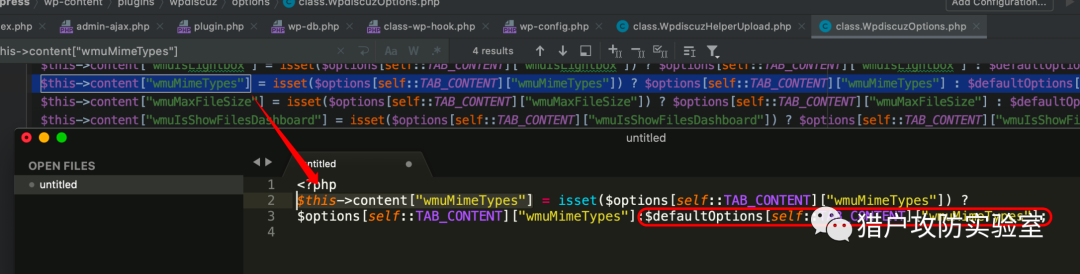 press › wp-content › plugins › wpdiscuz › options › class.WpdiscuzOptions.php
Add Configuration...
ex.php × admin-ajax.php × plugin.php × wp-db.php × class-wp-hook.php × wp-config.php × class.WpdiscuzHelperUpload.php × class.WpdiscuzOptions.php ×
his->content["wmuMimeTypes"] × Aa W .* 4 results
$this->content["wmuIsLightbox"] = isset($options[self::TAB_CONTENT]["wmuIsLightbox"]) ? $options[self::TAB_CONTENT]["wmuIsLightbox"] : $defaultOptio
$this->content["wmuMimeTypes"] = isset($options[self::TAB_CONTENT]["wmuMimeTypes"]) ? $options[self::TAB_CONTENT]["wmuMimeTypes"] : $defaultOptions[
$this->content["wmuMaxFileSize"] = isset($options[self::TAB_CONTENT]["wmuMaxFileSize"]) ? $options[self::TAB_CONTENT]["wmuMaxFileSize"] : $defaultOp
$this->content["wmuIsShowFilesDashboard"] = isset($options[self::TAB_CONTENT]["wmuIsShowFilesDashboard"]) ? $options[self::TAB_CONTENT]["wmuIsShowFi
untitled
OPEN FILES
untitled
untitled
1 <?php
2 $this->content["wmuMimeTypes"] = isset($options[self::TAB_CONTENT]["wmuMimeTypes"]) ?
3 $options[self::TAB_CONTENT]["wmuMimeTypes"]:$defaultOptions[self::TAB_CONTENT]["wmuMimeTypes"];
4
猎户攻防实验室